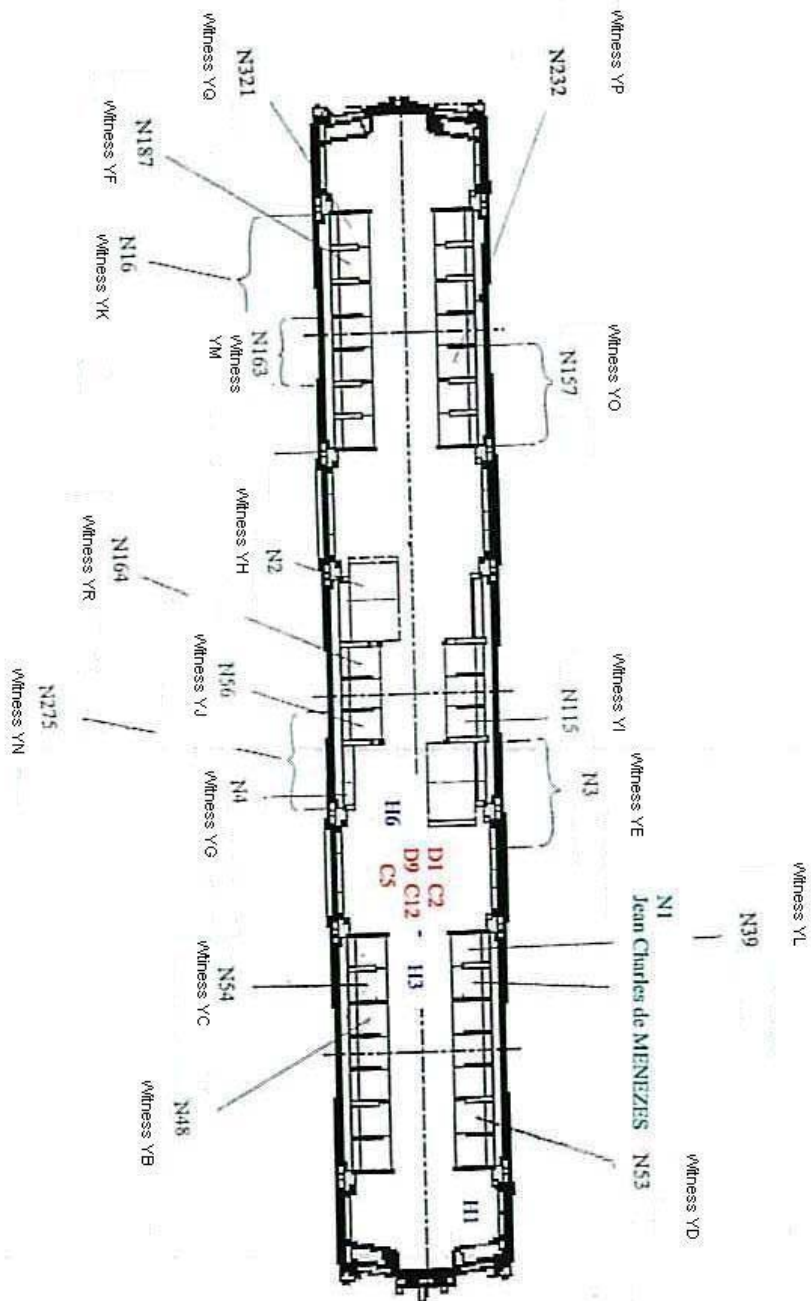 Witness YL
N39
N1
Jean Charles de MENEZES
Witness YD
N53
Witness YE
N3
Witness YI
N115
Witness YO
N157
Witness YP
N232
H1
H3
D1 C2
D9 C12
C5
H6
Witness YQ
N321
Witness YF
N187
Witness YK
N16
Witness
YM
N163
Witness YH
N2
Witness YR
N164
Witness YJ
N56
Witness YN
N275
Witness YG
N4
Witness YC
N54
Witness YB
N48